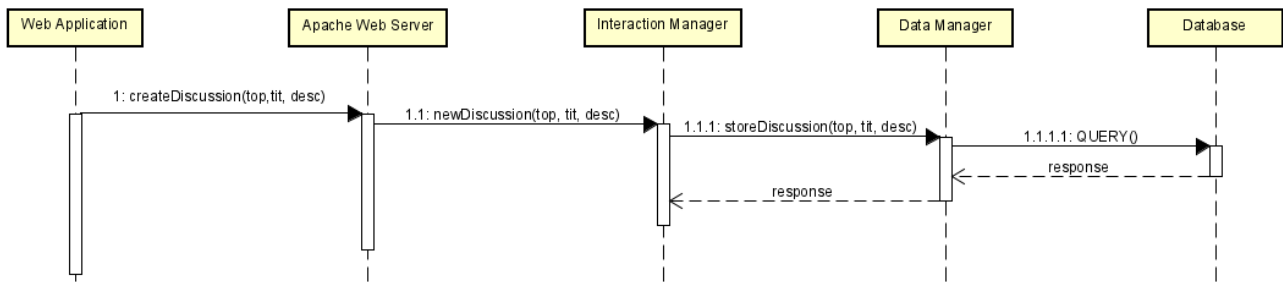 Web Application
Apache Web Server
Interaction Manager
Data Manager
Database
1: createDiscussion(top,tit, desc)
1.1: newDiscussion(top, tit, desc)
1.1.1: storeDiscussion(top, tit, desc)
1.1.1.1: QUERY()
response
response